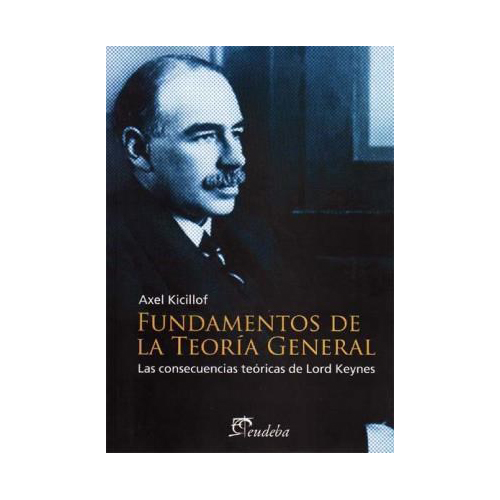 Axel Kicillof
FUNDAMENTOS DE
LA TEORÍA GENERAL
Las consecuencias teóricas de Lord Keynes
eudeba